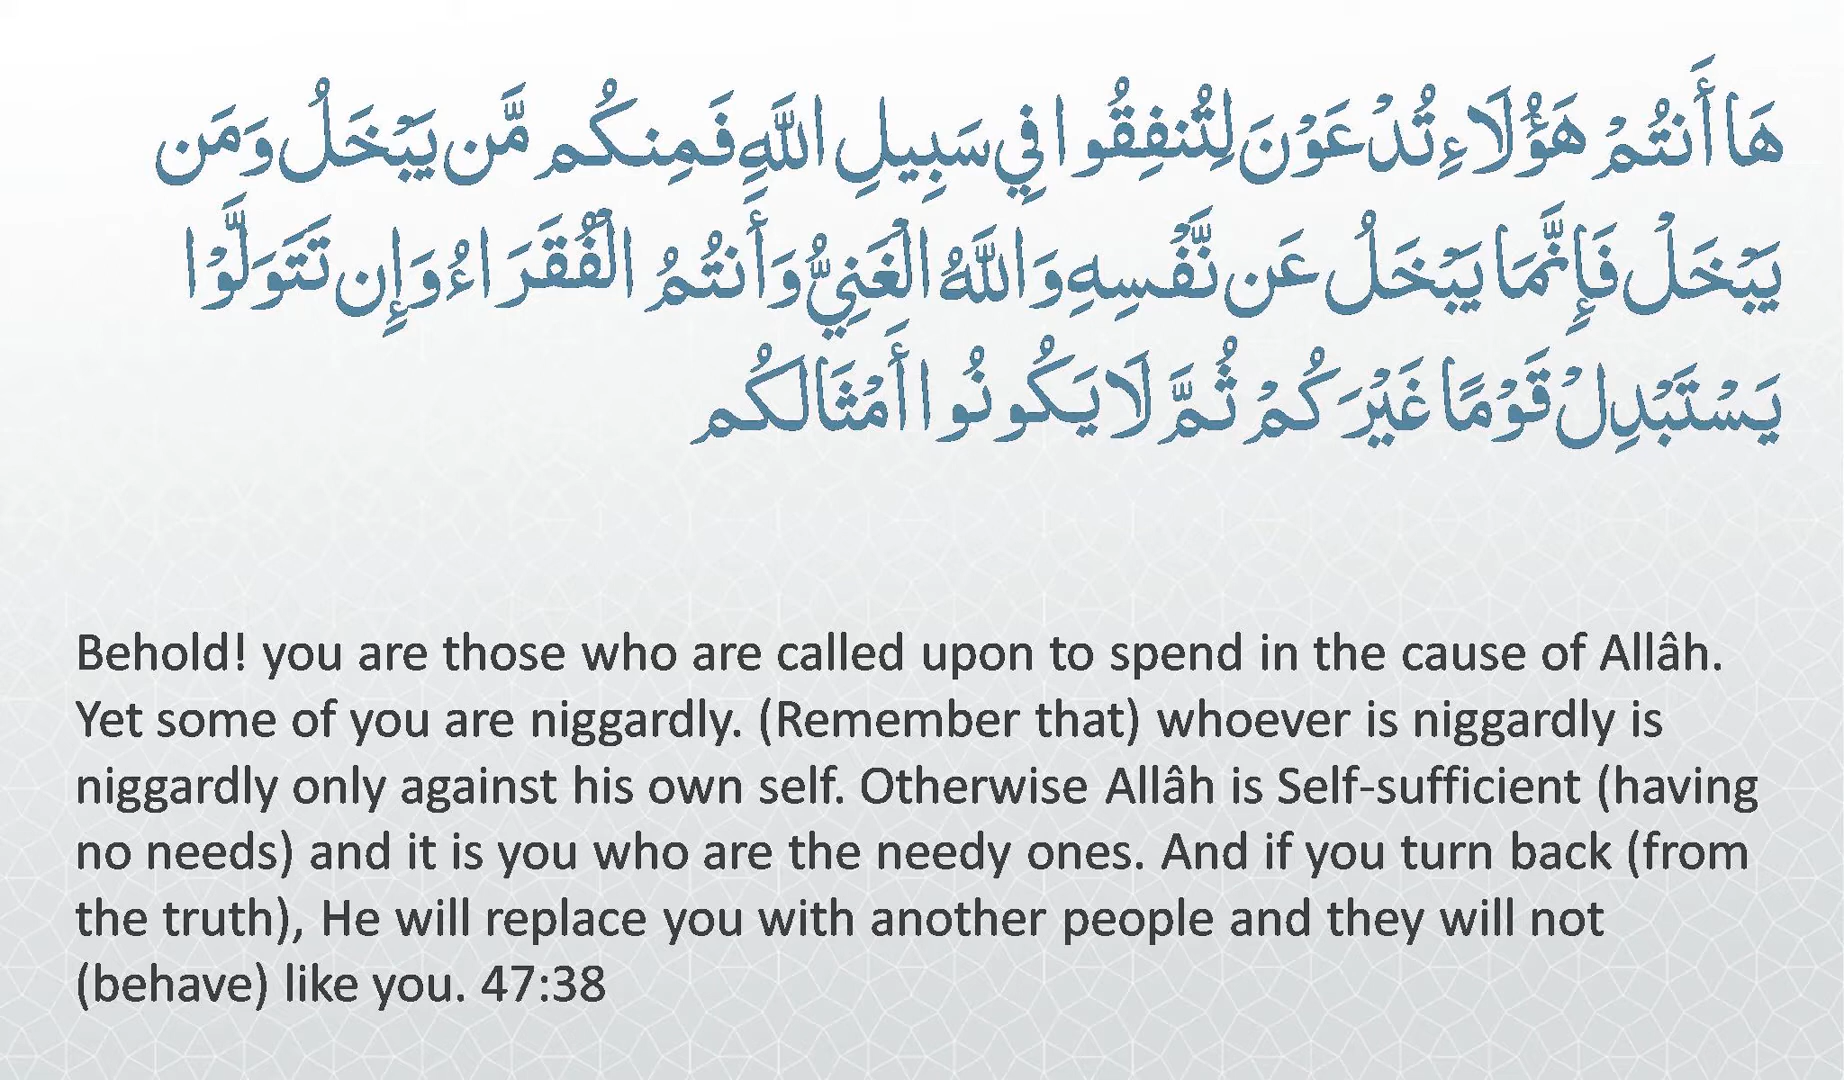 هَا أَنتُمْ هَؤُلَاءِ تُدْعَوْنَ لِتُنفِقُوا فِي سَبِيلِ اللَّهِ فَمِنكُم مَّن يَبْخَلُ وَمَن
يَبْخَلْ فَإِنَّمَا يَبْخَلُ عَن نَّفْسِهِ وَاللَّهُ الْغَنِيُّ وَأَنتُمُ الْفُقَرَاءُ وَإِن تَتَوَلَّوْا
يَسْتَبْدِلْ قَوْمًا غَيْرَكُمْ ثُمَّ لَا يَكُونُوا أَمْثَالَكُم
Behold! you are those who are called upon to spend in the cause of Allâh.
Yet some of you are niggardly. (Remember that) whoever is niggardly is
niggardly only against his own self. Otherwise Allâh is Self-sufficient (having
no needs) and it is you who are the needy ones. And if you turn back (from
the truth), He will replace you with another people and they will not
(behave) like you. 47:38